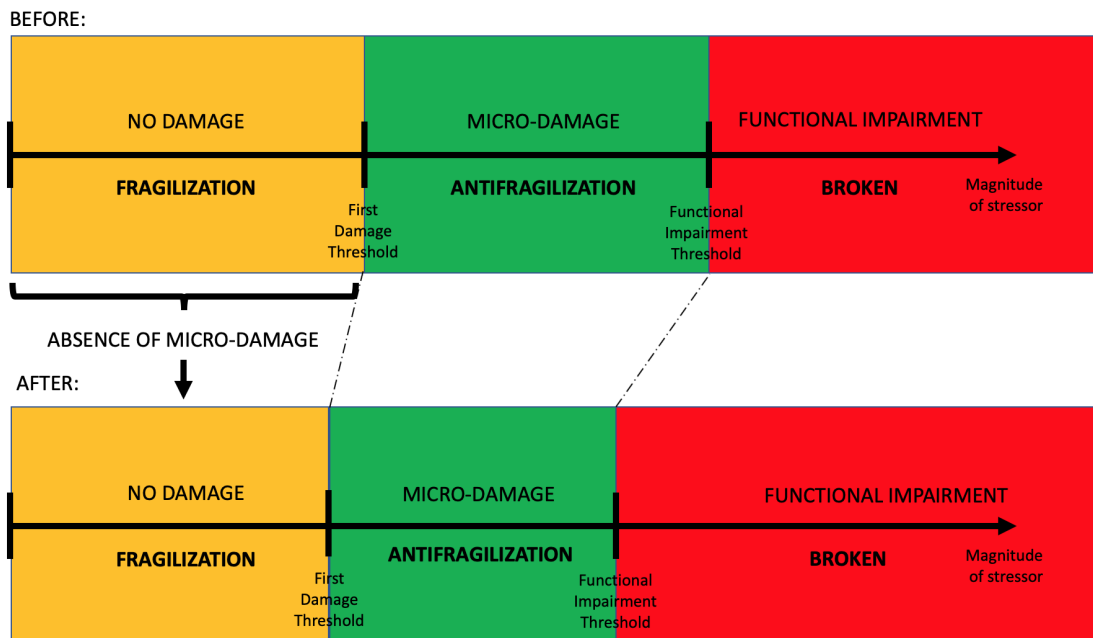 BEFORE:
NO DAMAGE
MICRO-DAMAGE
FUNCTIONAL IMPAIRMENT
FRAGILIZATION
ANTIFRAGILIZATION
BROKEN
Magnitude
of stressor
First
Damage
Threshold
Functional
Impairment
Threshold
ABSENCE OF MICRO-DAMAGE
AFTER:
NO DAMAGE
MICRO-DAMAGE
FUNCTIONAL IMPAIRMENT
FRAGILIZATION
ANTIFRAGILIZATION
BROKEN
Magnitude
of stressor
First
Damage
Threshold
Functional
Impairment
Threshold